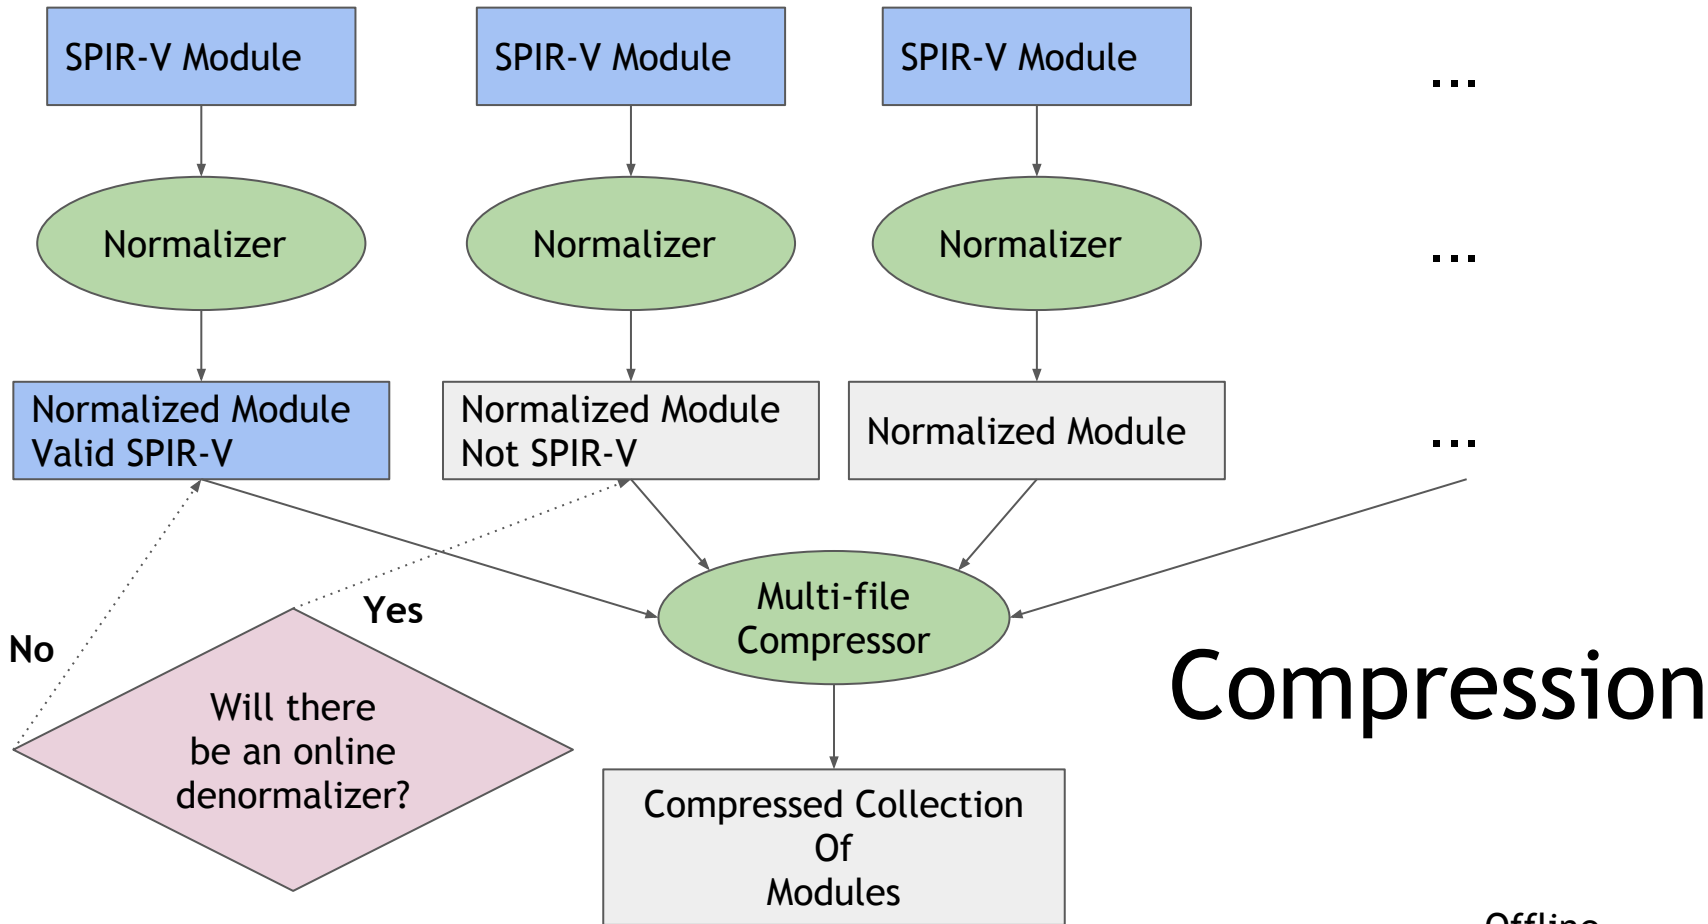 SPIR-V Module
SPIR-V Module
SPIR-V Module
...
Normalizer
Normalizer
Normalizer
...
Normalized Module
Valid SPIR-V
Normalized Module
Not SPIR-V
Normalized Module
...
No
Yes
Will there
be an online
denormalizer?
Multi-file
Compressor
Compression
Compressed Collection
Of
Modules
Offline